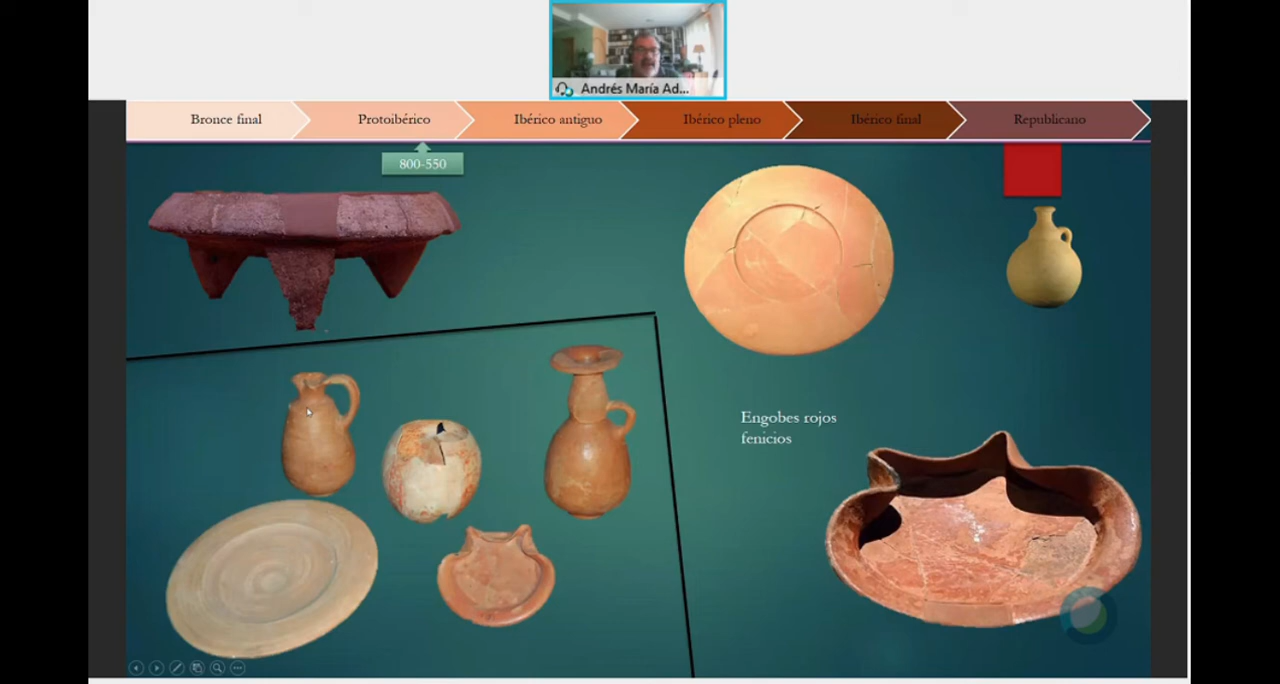 Andrés María Ad...
Bronce final
Protoibérico
Ibérico antiguo
Ibérico pleno
Ibérico final
Republicano
800-550
Engobes rojos
fenicios